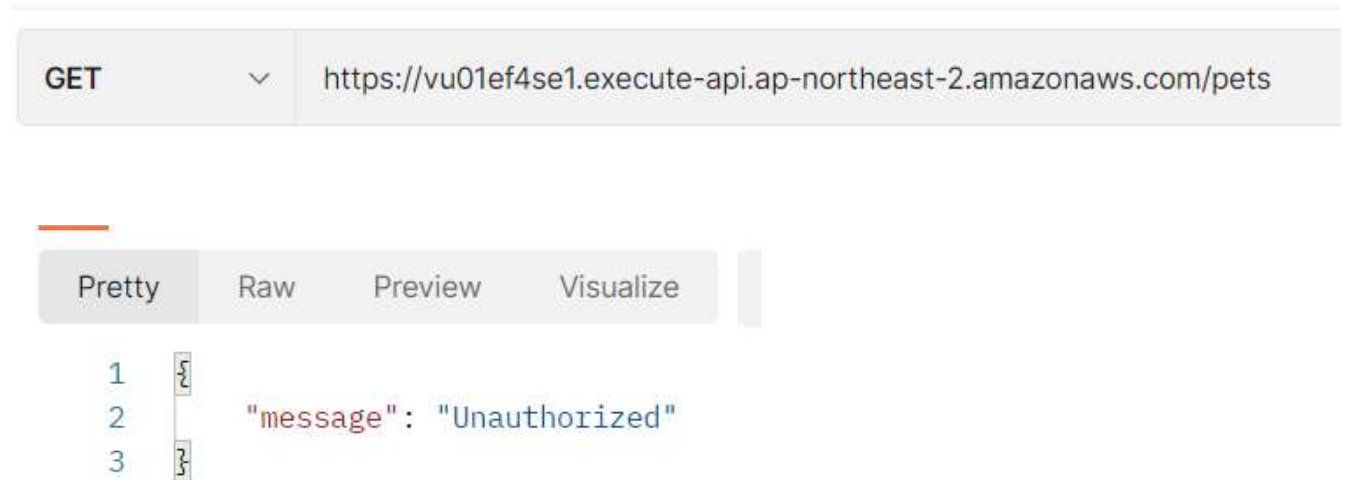 GET https://vu01ef4se1.execute-api.ap-northeast-2.amazonaws.com/pets
Pretty Raw Preview Visualize
1 {
2 "message": "Unauthorized"
3 }